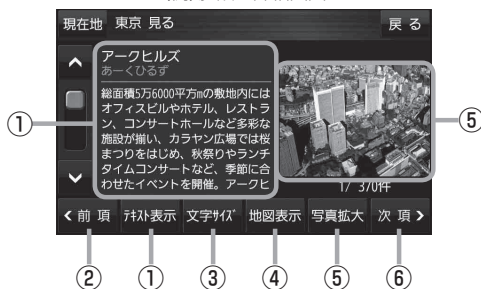 現在地 東京 見る
戻 る
アークヒルズ
あーくひるず
総面積5万6000平方mの敷地内には
オフィスビルやホテル、レストラ
ン、コンサートホールなど多彩な
施設が揃い、カラヤン広場では桜
まつりをはじめ、秋祭りやランチ
タイムコンサートなど、季節に合
わせたイベントを開催。アークヒ
1/ 370件
前 項
ﾃｷｽﾄ表示
文字ｻｲｽﾞ
地図表示
写真拡大
次 項
①
⑤
②
①
③
④
⑤
⑥